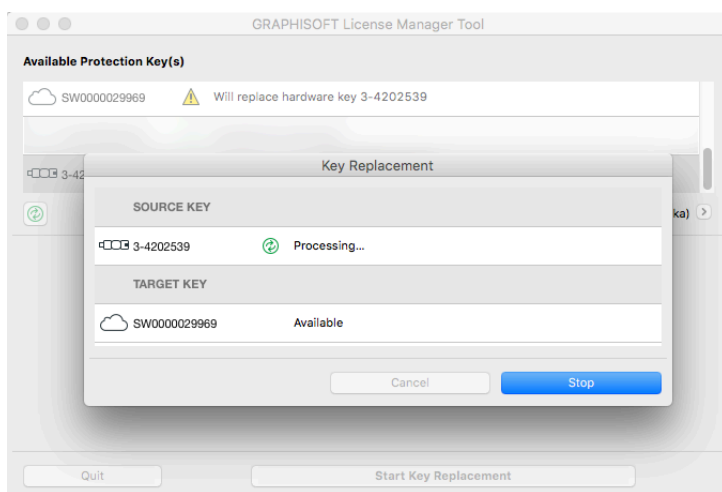 GRAPHISOFT License Manager Tool
Available Protection Key(s)
SW0000029969 Will replace hardware key 3-4202539
3-42
ka)
Key Replacement
SOURCE KEY
3-4202539 Processing...
TARGET KEY
SW0000029969 Available
Cancel Stop
Quit Start Key Replacement